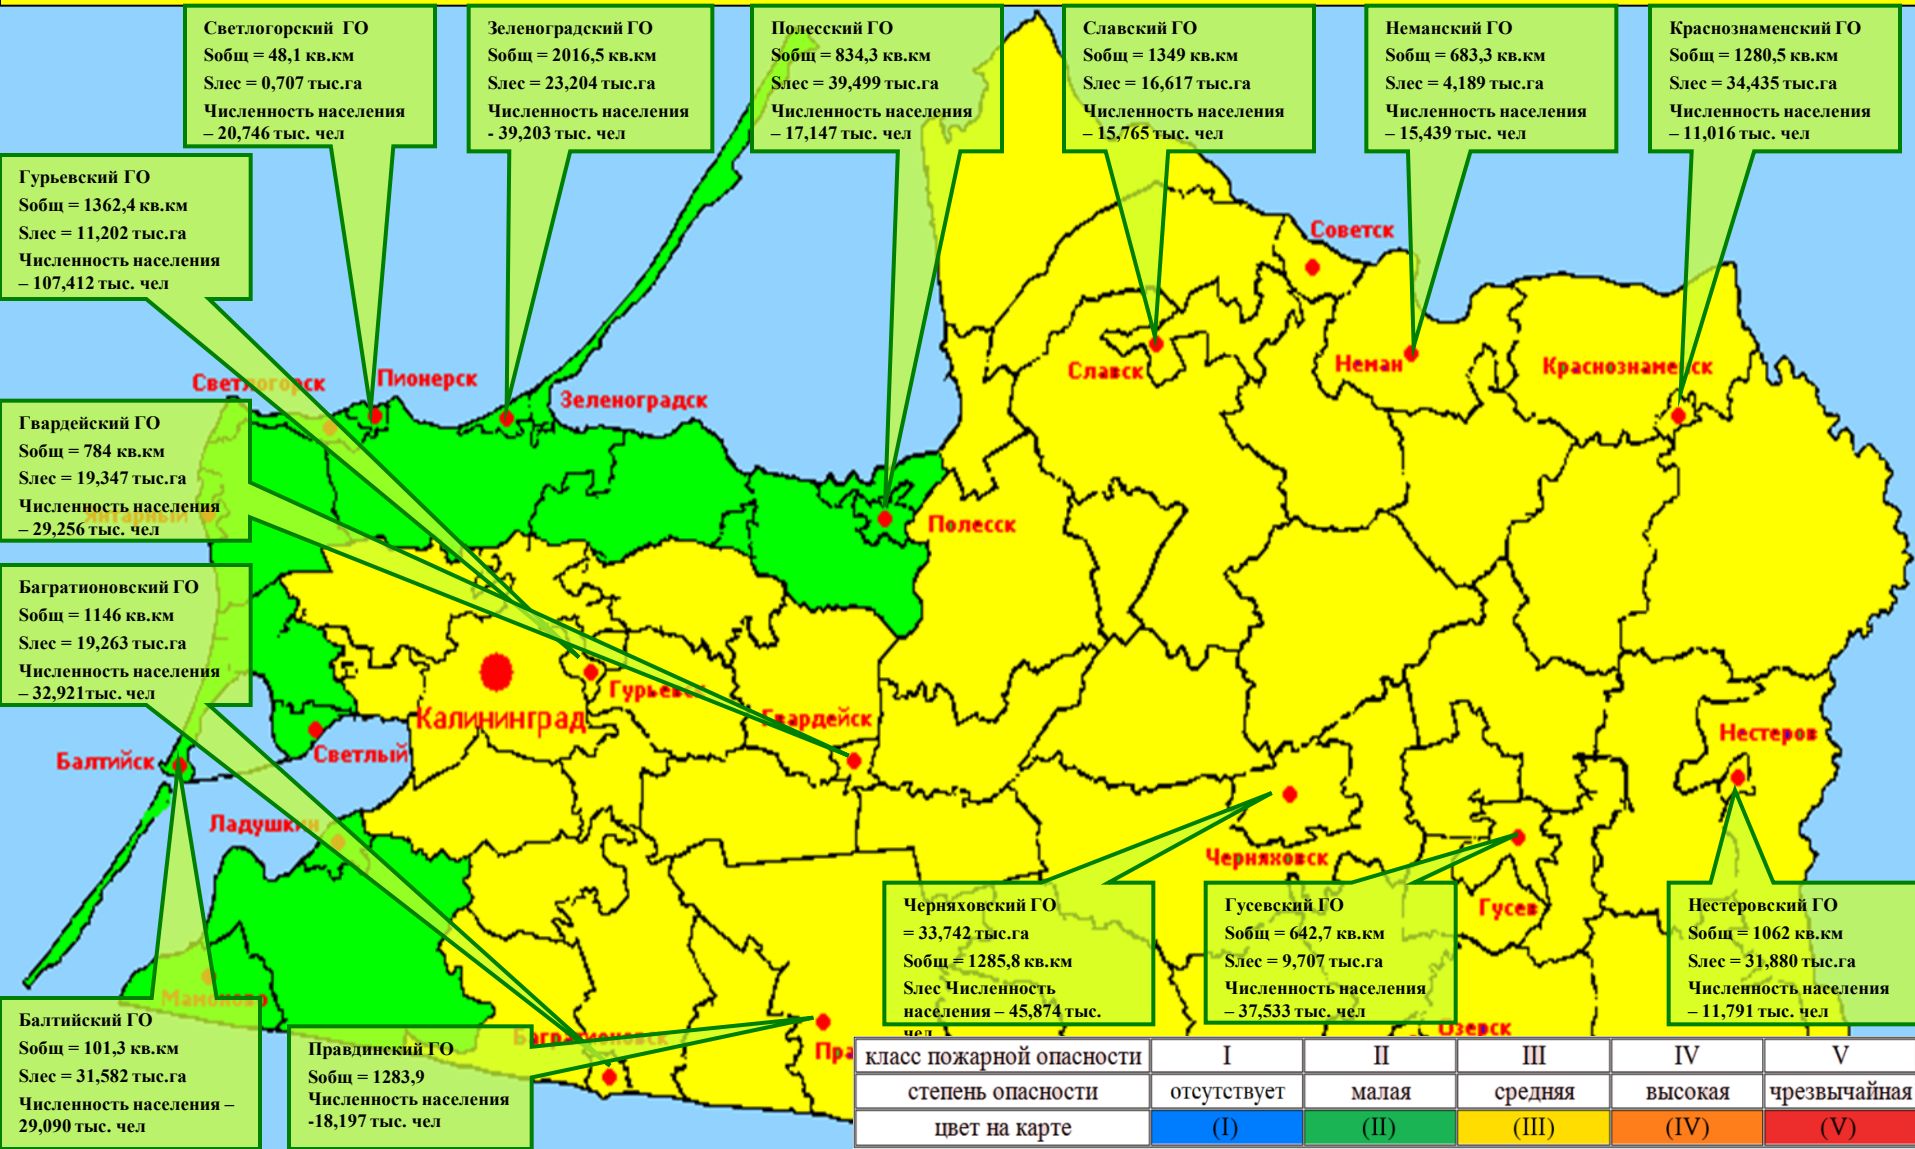 Светлогорский ГО
Sобщ = 48,1 кв.км
Sлес = 0,707 тыс.га
Численность населения
– 20,746 тыс. чел
Зеленоградский ГО
Sобщ = 2016,5 кв.км
Sлес = 23,204 тыс.га
Численность населения
- 39,203 тыс. чел
Полесский ГО
Sобщ = 834,3 кв.км
Sлес = 39,499 тыс.га
Численность населения
– 17,147 тыс. чел
Славский ГО
Sобщ = 1349 кв.км
Sлес = 16,617 тыс.га
Численность населения
– 15,765 тыс. чел
Неманский ГО
Sобщ = 683,3 кв.км
Sлес = 4,189 тыс.га
Численность населения
– 15,439 тыс. чел
Краснознаменский ГО
Sобщ = 1280,5 кв.км
Sлес = 34,435 тыс.га
Численность населения
– 11,016 тыс. чел
Гурьевский ГО
Sобщ = 1362,4 кв.км
Sлес = 11,202 тыс.га
Численность населения
– 107,412 тыс. чел
Советск
Славск
Неман
Краснознаменск
Светлогорск
Пионерск
Зеленоградск
Гвардейский ГО
Sобщ = 784 кв.км
Sлес = 19,347 тыс.га
Численность населения
– 29,256 тыс. чел
Янтарный
Полесск
Багратионовский ГО
Sобщ = 1146 кв.км
Sлес = 19,263 тыс.га
Численность населения
– 32,921тыс. чел
Гурьевск
Калининград
Гвардейск
Нестеров
Балтийск
Светлый
Ладушкин
Черняховск
Гусев
Мамоново
Багратионовск
Пра
Озерск
Черняховский ГО
= 33,742 тыс.га
Sобщ = 1285,8 кв.км
Sлес Численность
населения – 45,874 тыс.
чел
Гусевский ГО
Sобщ = 642,7 кв.км
Sлес = 9,707 тыс.га
Численность населения
– 37,533 тыс. чел
Нестеровский ГО
Sобщ = 1062 кв.км
Sлес = 31,880 тыс.га
Численность населения
– 11,791 тыс. чел
Балтийский ГО
Sобщ = 101,3 кв.км
Sлес = 31,582 тыс.га
Численность населения –
29,090 тыс. чел
Правдинский ГО
Sобщ = 1283,9
Численность населения
-18,197 тыс. чел
класс пожарной опасности I II III IV V
степень опасности отсутствует малая средняя высокая чрезвычайная
цвет на карте (I) (II) (III) (IV) (V)